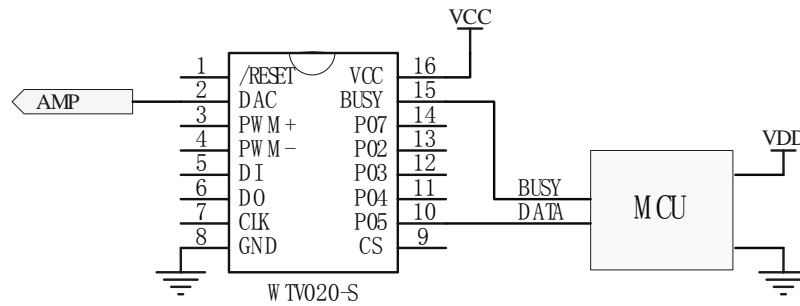 VCC
1 /RESET VCC 16
AMP 2 DAC BUSY 15
3 PWM+ P07 14
4 PWM- P02 13
VDD
5 DI P03 12
6 DO P04 11 BUSY
7 CLK P05 10 DATA MCU
8 GND CS 9
WTV020-S